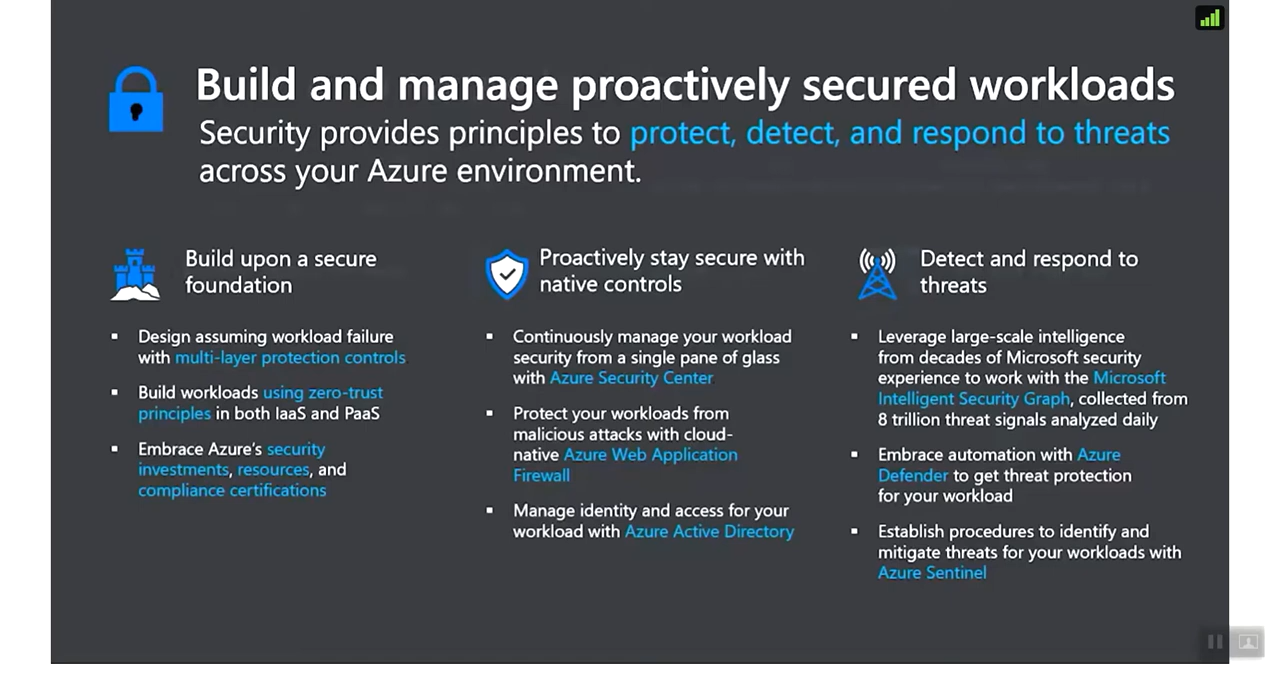 Build and manage proactively secured workloads
Security provides principles to protect, detect, and respond to threats
across your Azure environment.
Build upon a secure
foundation
▪ Design assuming workload failure
with multi-layer protection controls
▪ Build workloads using zero-trust
principles in both IaaS and PaaS
▪ Embrace Azure's security
investments, resources, and
compliance certifications
Proactively stay secure with
native controls
▪ Continuously manage your workload
security from a single pane of glass
with Azure Security Center
▪ Protect your workloads from
malicious attacks with cloud-
native Azure Web Application
Firewall
▪ Manage identity and access for your
workload with Azure Active Directory
Detect and respond to
threats
▪ Leverage large-scale intelligence
from decades of Microsoft security
experience to work with the Microsoft
Intelligent Security Graph, collected from
8 trillion threat signals analyzed daily
▪ Embrace automation with Azure
Defender to get threat protection
for your workload
▪ Establish procedures to identify and
mitigate threats for your workloads with
Azure Sentinel